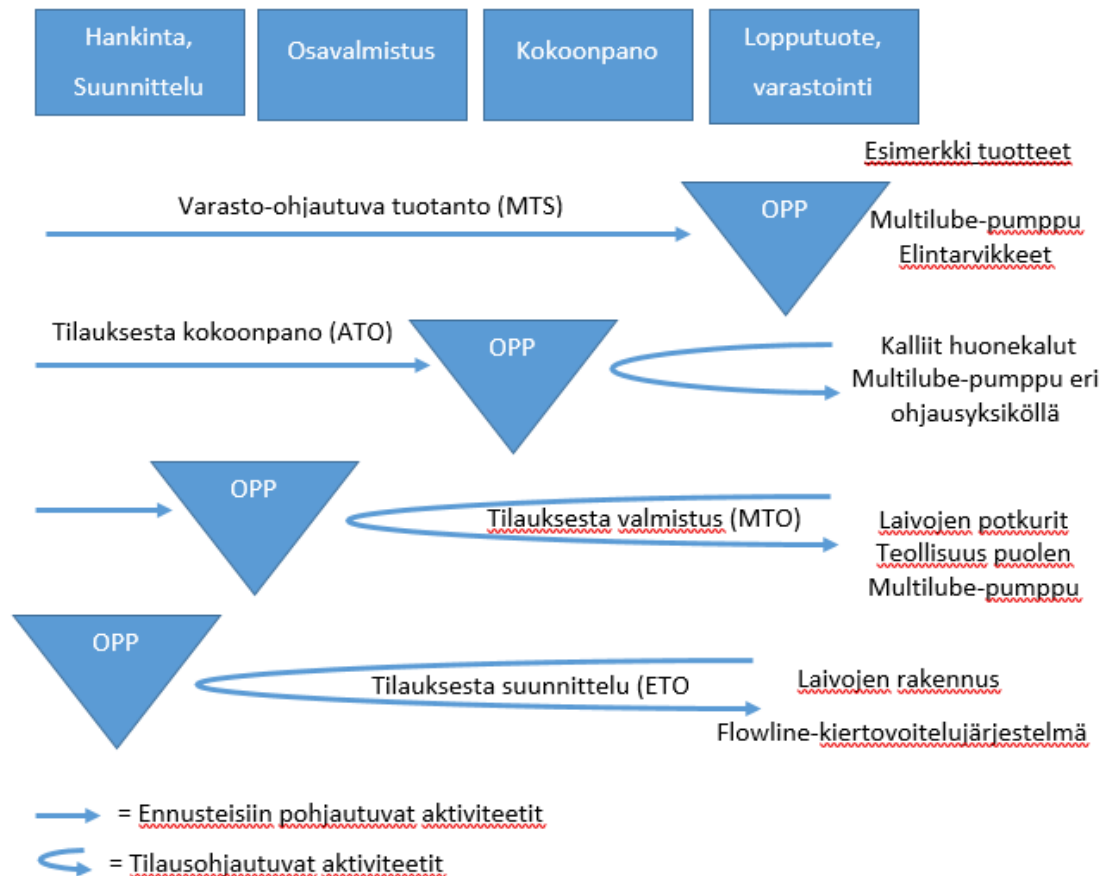 Hankinta,
Suunnittelu
Osavalmistus
Kokoonpano
Lopputuote,
varastointi
Esimerkki tuotteet
Varasto-ohjautuva tuotanto (MTS)
OPP
Multilube-pumppu
Elintarvikkeet
Tilauksesta kokoonpano (ATO)
OPP
Kalliit huonekalut
Multilube-pumppu eri
ohjausyksiköllä
OPP
Tilauksesta valmistus (MTO)
Laivojen potkurit
Teollisuus puolen
Multilube-pumppu
OPP
Tilauksesta suunnittelu (ETO
Laivojen rakennus
Flowline-kiertovoitelujärjestelmä
= Ennusteisiin pohjautuvat aktiviteetit
= Tilausohjautuvat aktiviteetit